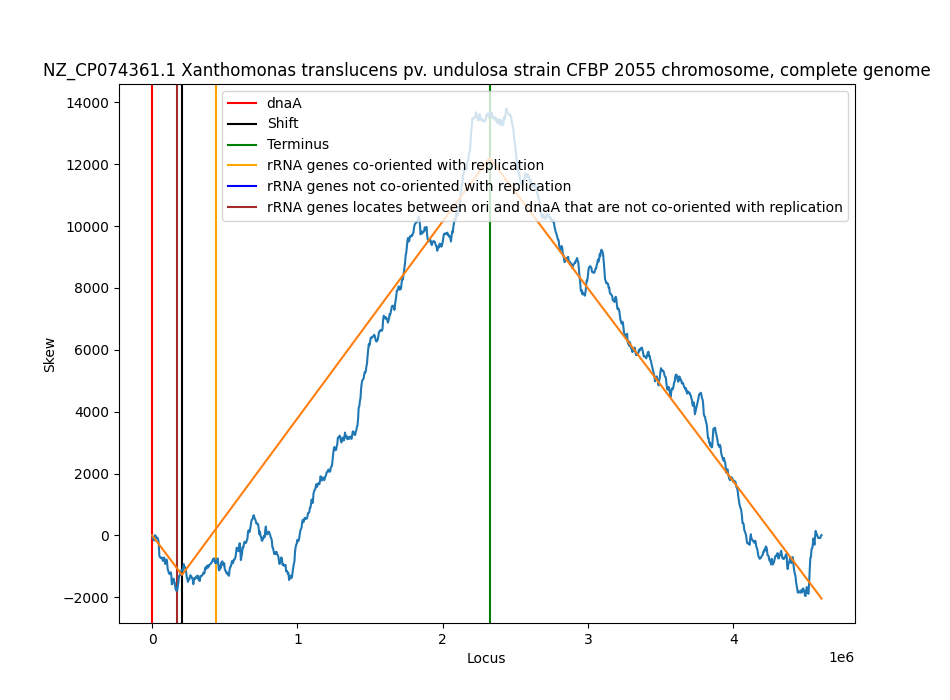 NZ_CP074361.1 Xanthomonas translucens pv. undulosa strain CFBP 2055 chromosome, complete genome
dnaA
Shift
Terminus
rRNA genes co-oriented with replication
rRNA genes not co-oriented with replication
rRNA genes locates between ori and dnaA that are not co-oriented with replication
14000
12000
10000
8000
6000
4000
2000
0
−2000
Skew
0 1 2 3 4
1e6
Locus